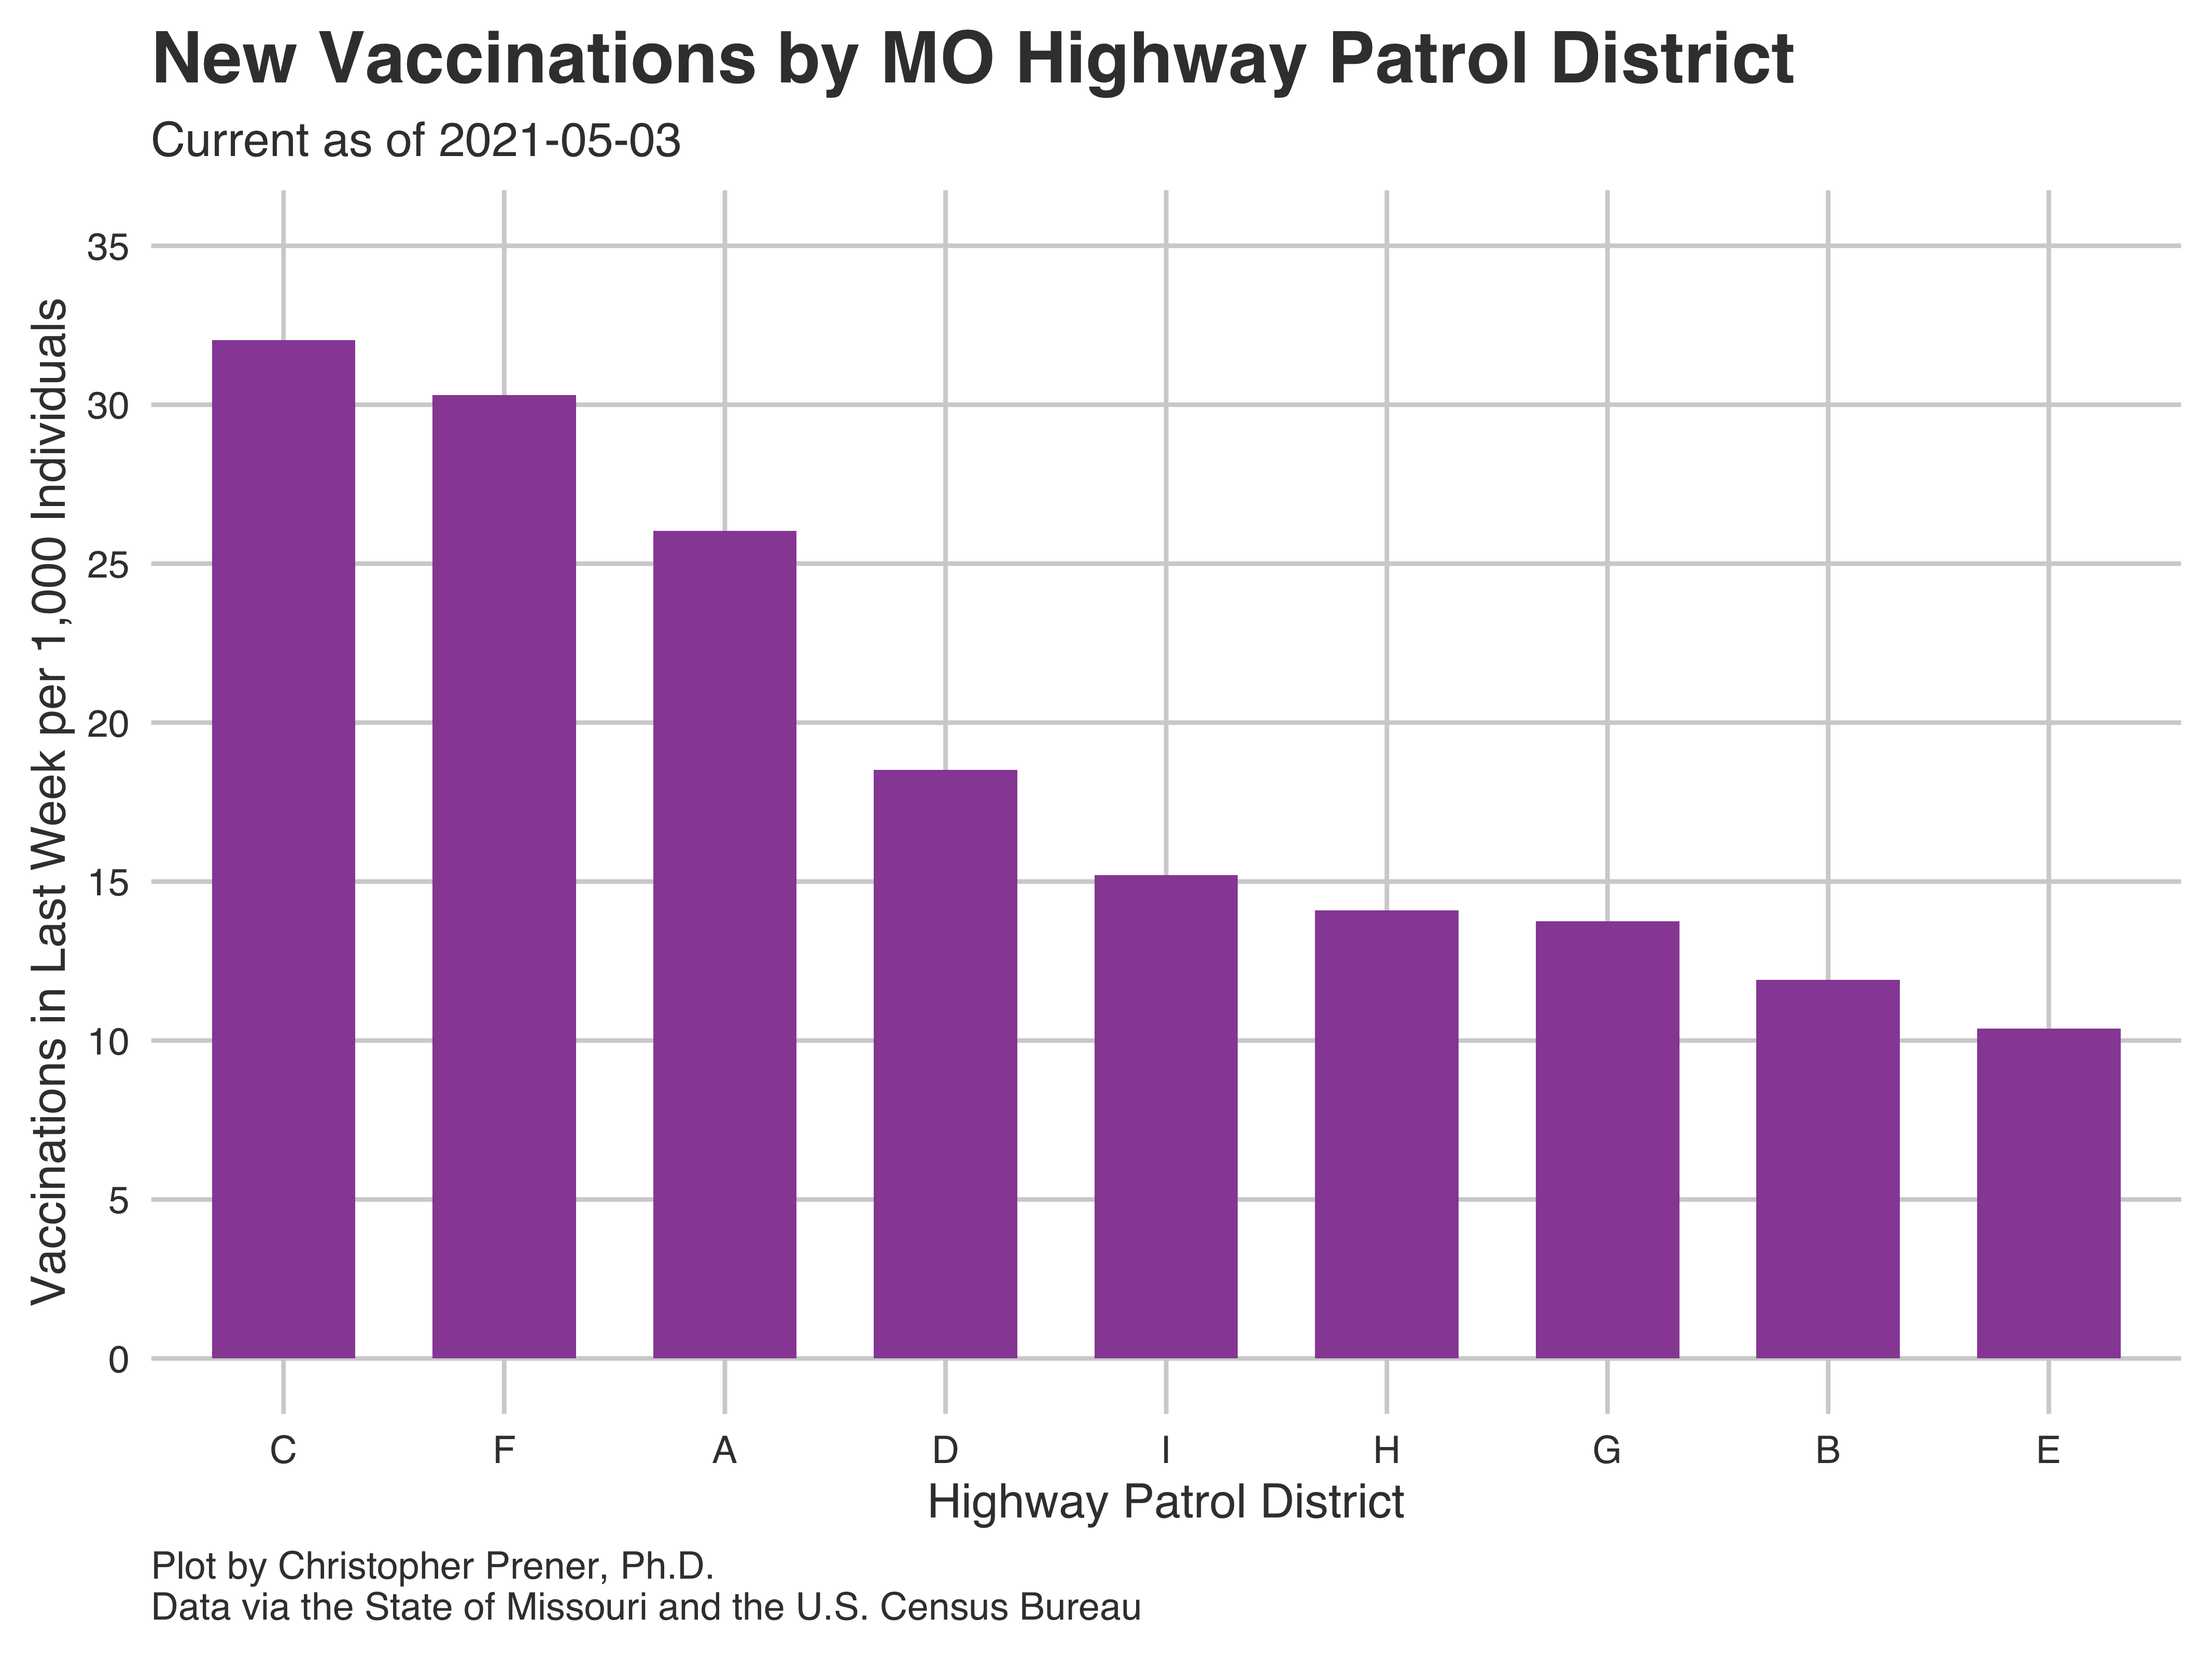 New Vaccinations by MO Highway Patrol District
Current as of 2021-05-03
Vaccinations in Last Week per 1,000 Individuals
35
30
25
20
15
10
5
0
C F A D I H G B E
Highway Patrol District
Plot by Christopher Prener, Ph.D.
Data via the State of Missouri and the U.S. Census Bureau